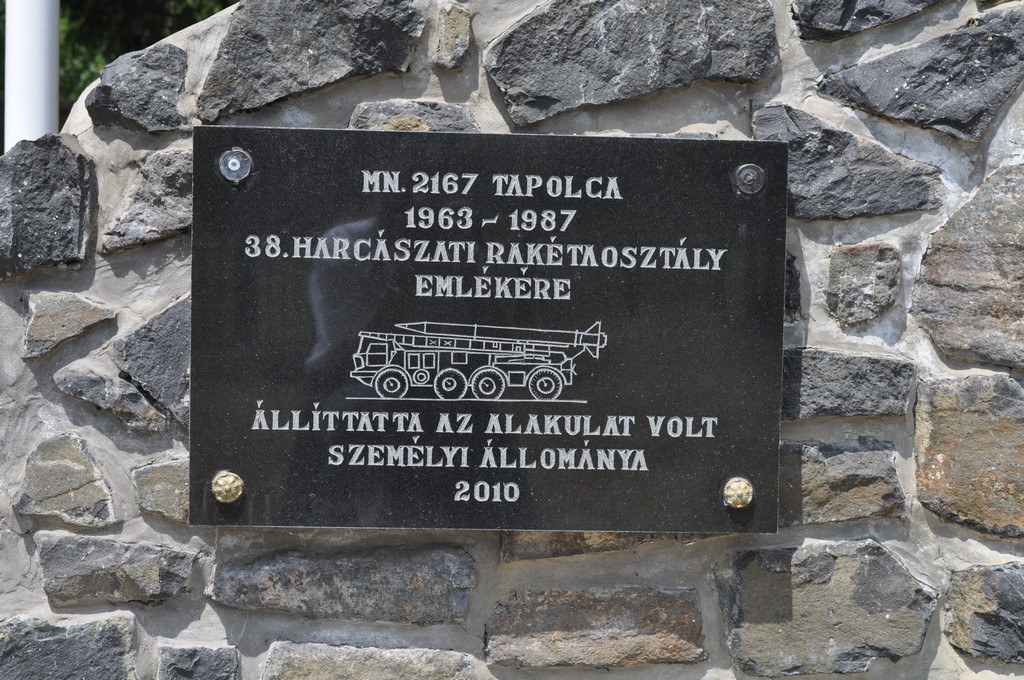 MN. 2167 TAPOLCA
1963 - 1987
38. HARCÁSZATI RAKÉTAOSZTÁLY
EMLÉKÉRE
ÁLLÍTTATTA AZ ALAKULAT VOLT
SZEMÉLYI ÁLLOMÁNYA
2010